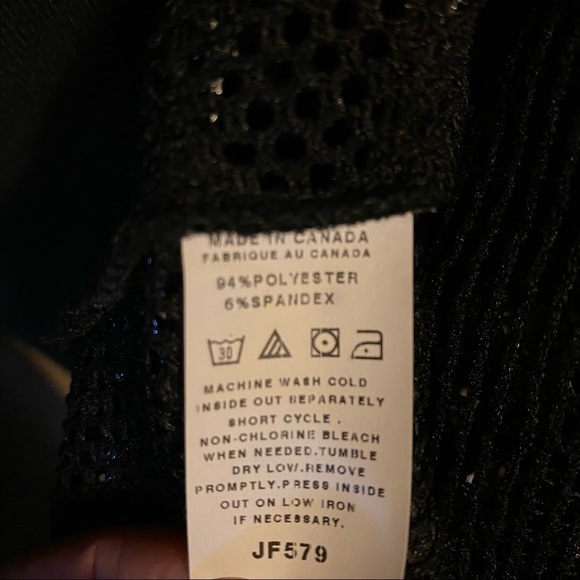 MADE IN CANADA
FABRIQUE AU CANADA
94%POLYESTER
6%SPANDEX
30
MACHINE WASH COLD
INSIDE OUT SEPARATELY
SHORT CYCLE .
NON-CHLORINE BLEACH
WHEN NEEDED.TUMBLE
DRY LOW.REMOVE
PROMPTLY.PRESS INSIDE
OUT ON LOW IRON
IF NECESSARY.
JF579